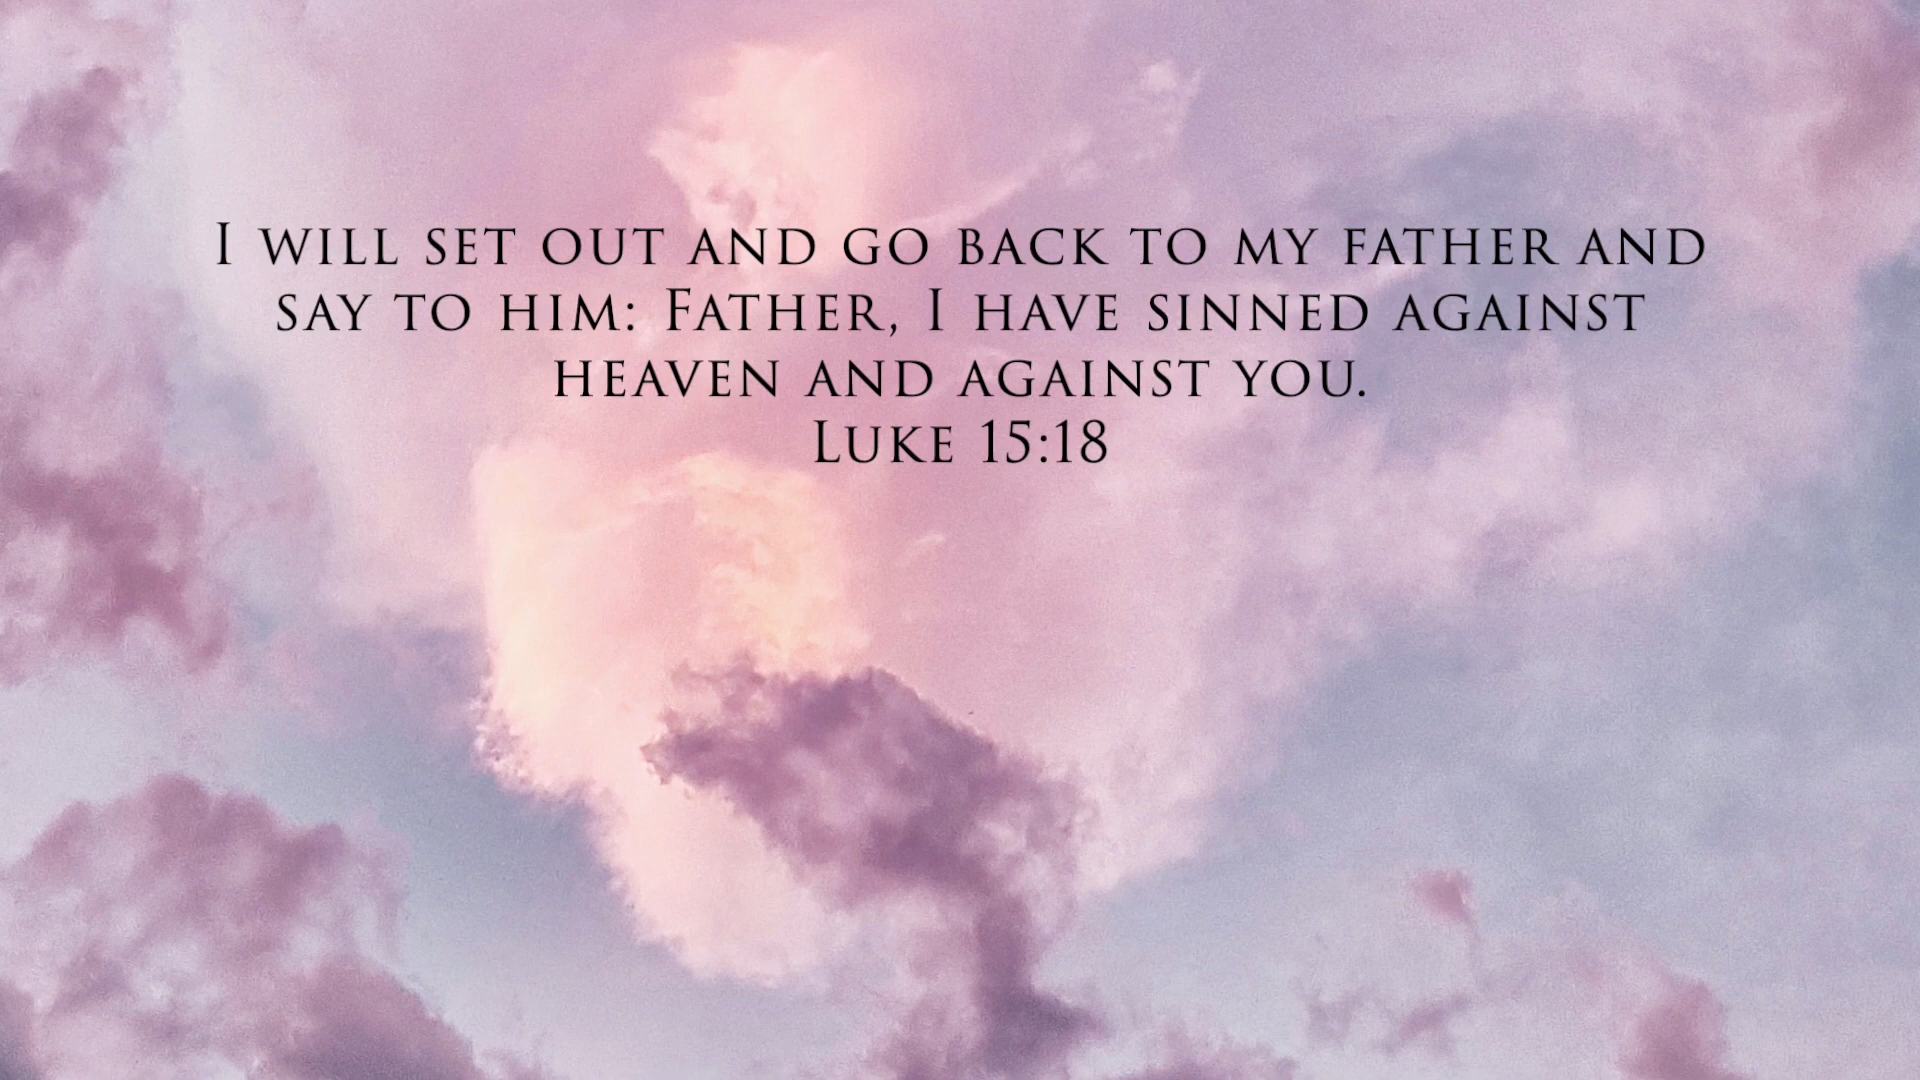 I will set out and go back to my father and
say to him: Father, I have sinned against
heaven and against you.
Luke 15:18